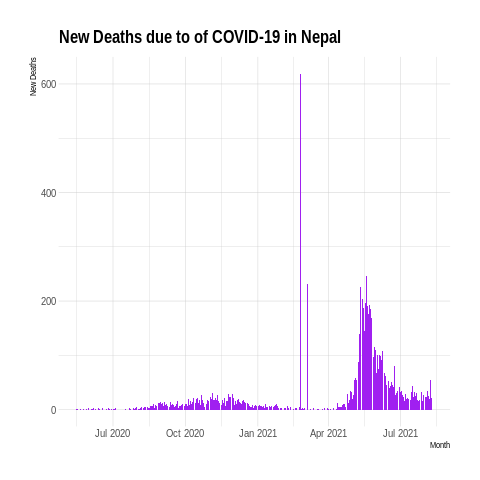 New Deaths due to of COVID-19 in Nepal
New Deaths
600
400
200
0
Jul 2020 Oct 2020 Jan 2021 Apr 2021 Jul 2021
Month